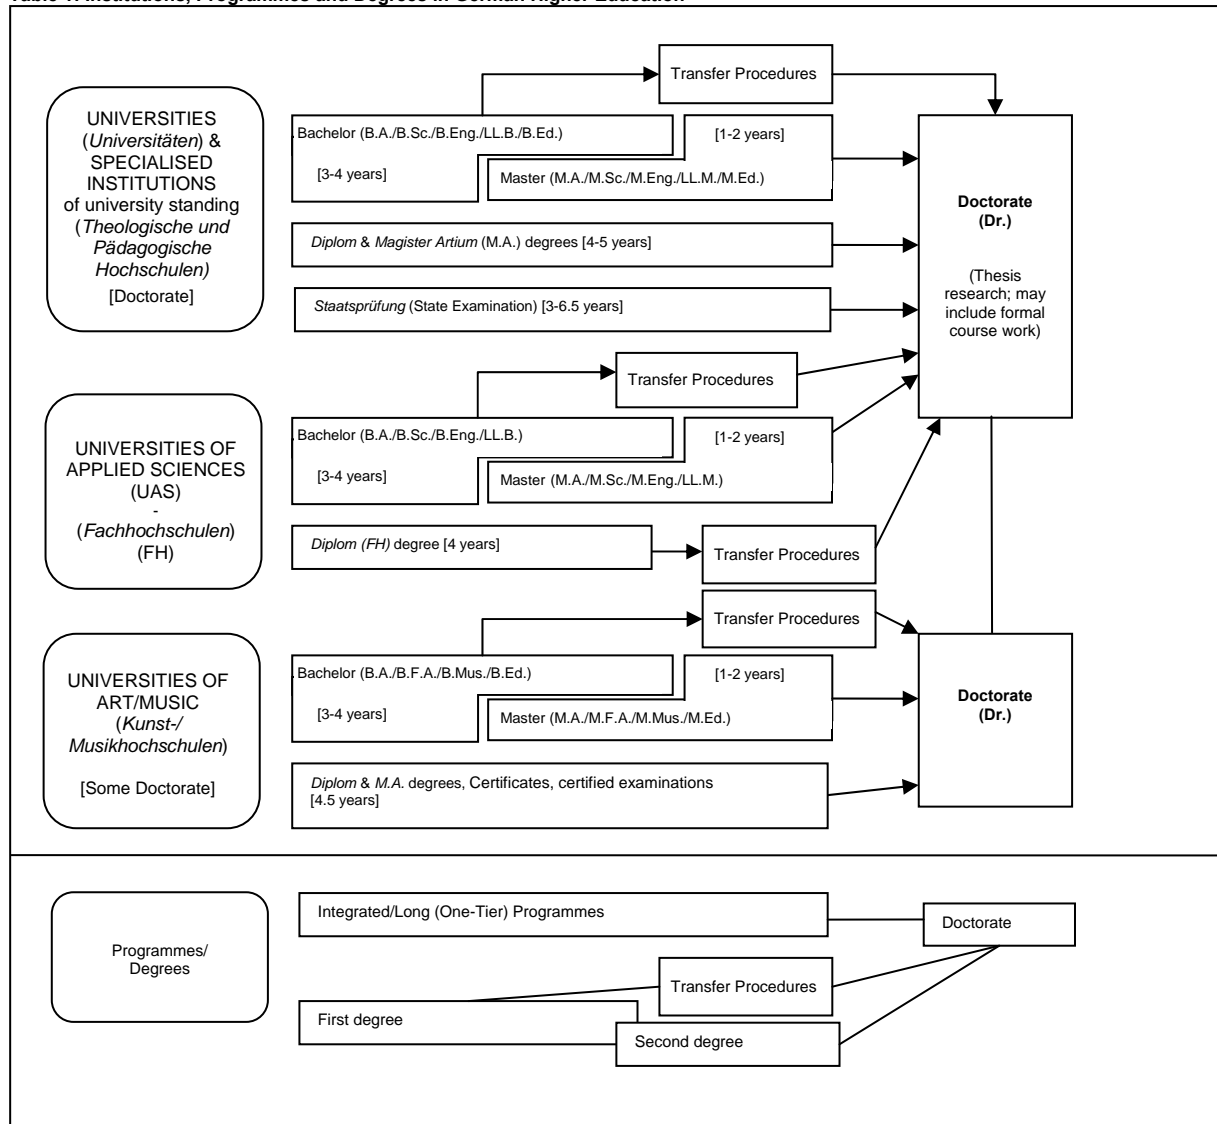 Table 1: Institutions, Programmes and Degrees in German Higher Education
Transfer Procedures
UNIVERSITIES
(Universitäten) &
SPECIALISED
INSTITUTIONS
of university standing
(Theologische und
Pädagogische
Hochschulen)
[Doctorate]
Bachelor (B.A./B.Sc./B.Eng./LL.B./B.Ed.)
[3-4 years]
[1-2 years]
Master (M.A./M.Sc./M.Eng./LL.M./M.Ed.)
Diplom & Magister Artium (M.A.) degrees [4-5 years]
Staatsprüfung (State Examination) [3-6.5 years]
Doctorate
(Dr.)
(Thesis
research; may
include formal
course work)
Transfer Procedures
UNIVERSITIES OF
APPLIED SCIENCES
(UAS)
-
(Fachhochschulen)
(FH)
Bachelor (B.A./B.Sc./B.Eng./LL.B.)
[3-4 years]
[1-2 years]
Master (M.A./M.Sc./M.Eng./LL.M.)
Diplom (FH) degree [4 years]
Transfer Procedures
Transfer Procedures
UNIVERSITIES OF
ART/MUSIC
(Kunst-/
Musikhochschulen)
[Some Doctorate]
Bachelor (B.A./B.F.A./B.Mus./B.Ed.)
[3-4 years]
[1-2 years]
Master (M.A./M.F.A./M.Mus./M.Ed.)
Diplom & M.A. degrees, Certificates, certified examinations
[4.5 years]
Doctorate
(Dr.)
Programmes/
Degrees
Integrated/Long (One-Tier) Programmes
Doctorate
Transfer Procedures
First degree
Second degree